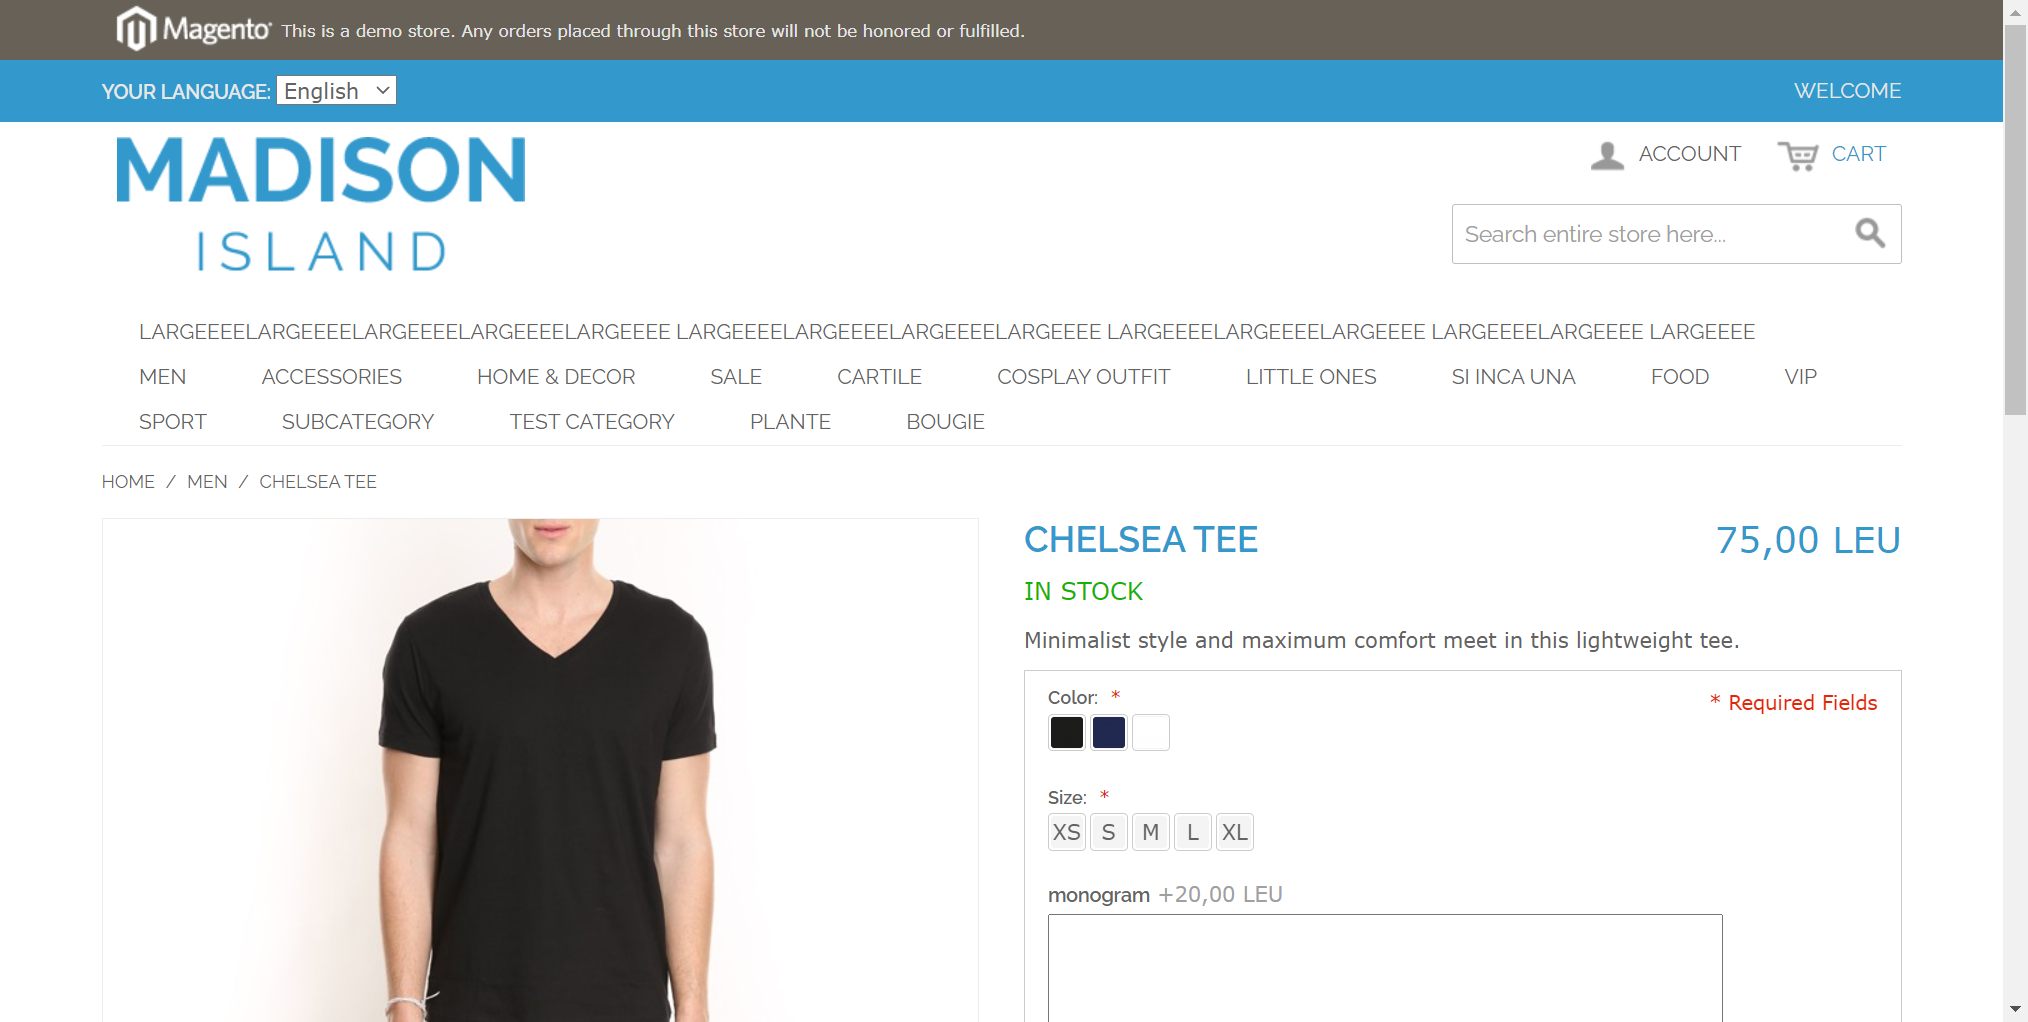 Magento This is a demo store. Any orders placed through this store will not be honored or fulfilled.
YOUR LANGUAGE: English WELCOME
MADISON
ISLAND
ACCOUNT CART
Search entire store here...
LARGEEEELARGEEEELARGEEEELARGEEEELARGEEEE LARGEEEELARGEEEELARGEEEELARGEEEE LARGEEEELARGEEEELARGEEEE LARGEEEELARGEEEE LARGEEEE
MEN ACCESSORIES HOME & DECOR SALE CARTILE COSPLAY OUTFIT LITTLE ONES SI INCA UNA FOOD VIP
SPORT SUBCATEGORY TEST CATEGORY PLANTE BOUGIE
HOME / MEN / CHELSEA TEE
CHELSEA TEE 75,00 LEU
IN STOCK
Minimalist style and maximum comfort meet in this lightweight tee.
Color: * * Required Fields
Size: *
XS S M L XL
monogram +20,00 LEU